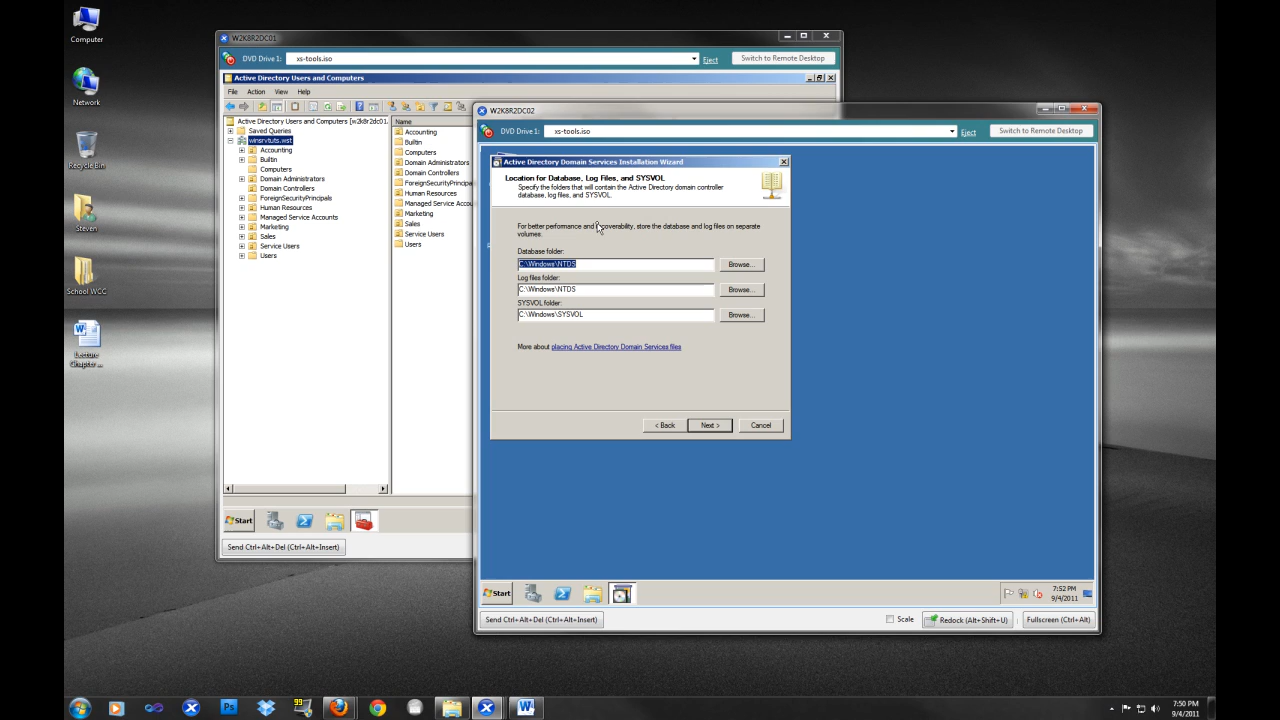 Computer
Network
Recycle Bin
Steven
School WCC
Lecture
Chapter ...
W2K8R2DC01
DVD Drive 1: xs-tools.iso Eject Switch to Remote Desktop
Active Directory Users and Computers
File Action View Help
Active Directory Users and Computers [w2k8r2dc01.
Saved Queries
winsrvtuts.wst
Accounting
Builtin
Computers
Domain Administrators
Domain Controllers
ForeignSecurityPrincipals
Human Resources
Managed Service Accounts
Marketing
Sales
Service Users
Users
Name
Accounting
Builtin
Computers
Domain Administrators
Domain Controllers
ForeignSecurityPrincipa
Human Resources
Managed Service Accou
Marketing
Sales
Service Users
Users
Start
Send Ctrl+Alt+Del (Ctrl+Alt+Insert)
W2K8R2DC02
DVD Drive 1: xs-tools.iso Eject Switch to Remote Desktop
Active Directory Domain Services Installation Wizard
Location for Database, Log Files, and SYSVOL
Specify the folders that will contain the Active Directory domain controller
database, log files, and SYSVOL.
For better performance and recoverability, store the database and log files on separate
volumes.
Database folder:
C:\Windows\NTDS Browse...
Log files folder:
C:\Windows\NTDS Browse...
SYSVOL folder:
C:\Windows\SYSVOL Browse...
More about placing Active Directory Domain Services files
< Back Next > Cancel
Start
7:52 PM
9/4/2011
Send Ctrl+Alt+Del (Ctrl+Alt+Insert) Scale Redock (Alt+Shift+U) Fullscreen (Ctrl+Alt)
Ps
99
W
7:50 PM
9/4/2011